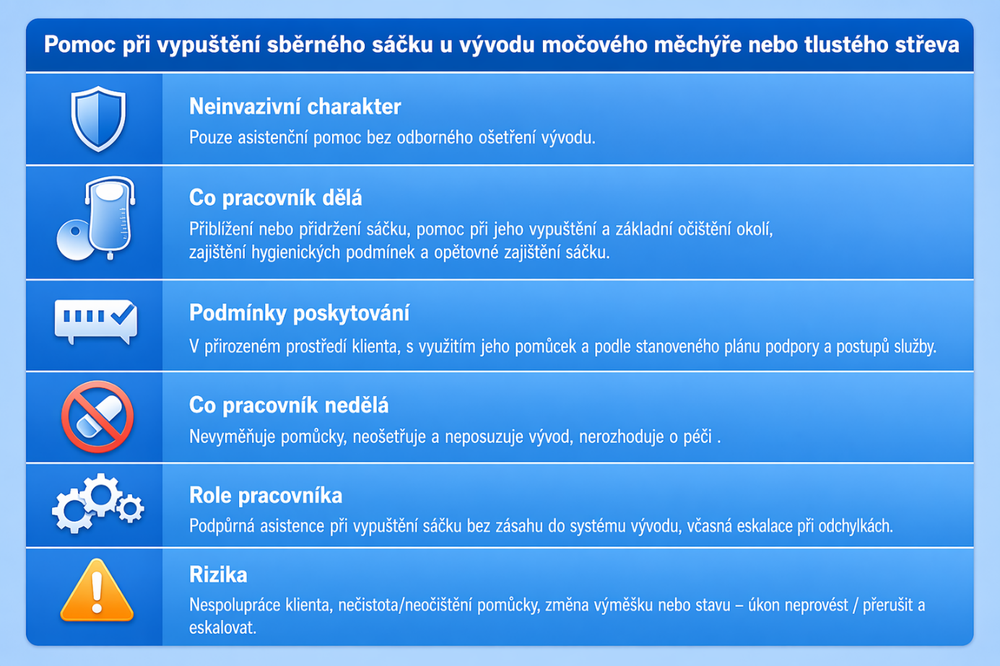 Pomoc při vypuštění sběrného sáčku u vývodu močového měchýře nebo tlustého střeva
Neinvazivní charakter
Pouze asistenční pomoc bez odborného ošetření vývodu.
Co pracovník dělá
Přiblížení nebo přidržení sáčku, pomoc při jeho vypuštění a základní očištění okolí,
zajištění hygienických podmínek a opětovné zajištění sáčku.
Podmínky poskytování
V přirozeném prostředí klienta, s využitím jeho pomůcek a podle stanoveného plánu podpory a postupů služby.
Co pracovník nedělá
Nevyměňuje pomůcky, neošetřuje a neposuzuje vývod, nerozhoduje o péči .
Role pracovníka
Podpůrná asistence při vypuštění sáčku bez zásahu do systému vývodu, včasná eskalace při odchylkách.
Rizika
Nespolupráce klienta, nečistota/neočištění pomůcky, změna výměšku nebo stavu – úkon neprovést / přerušit a
eskalovat.